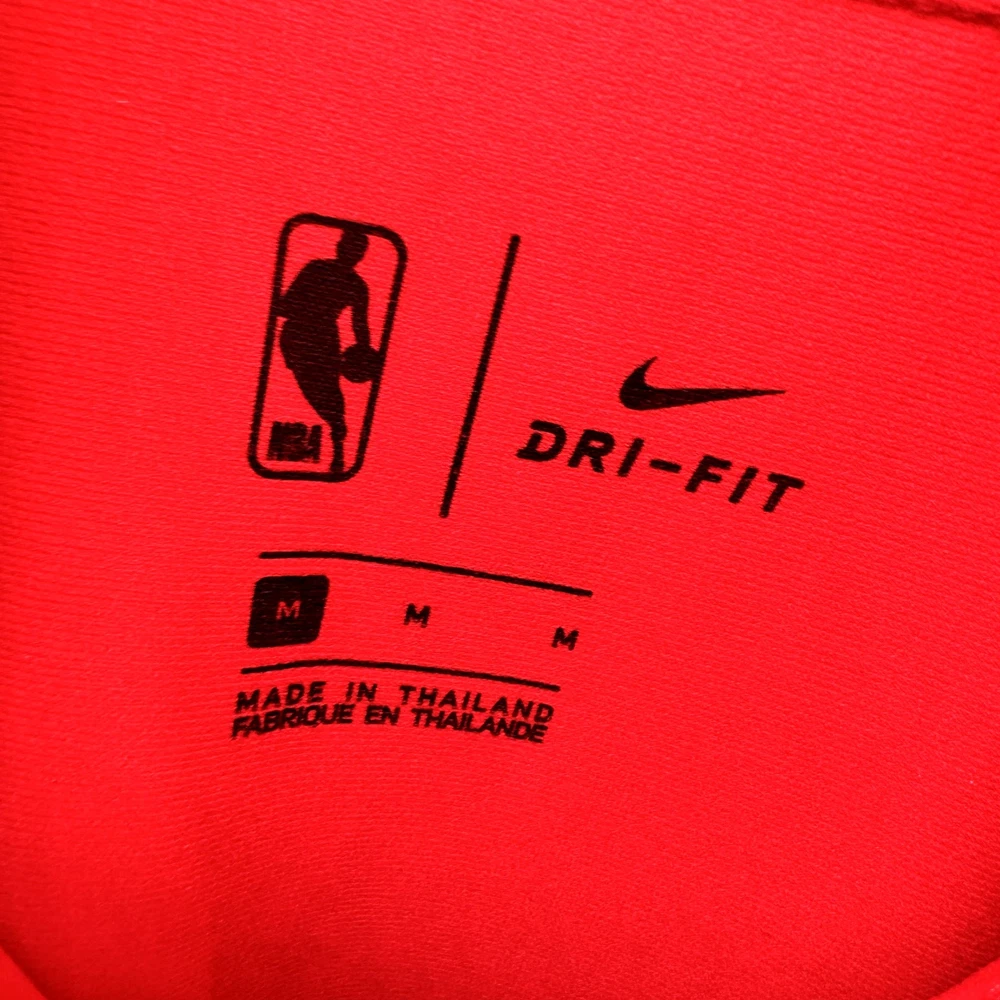 NBA
DRI-FIT
M M M
MADE IN THAILAND
FABRIQUE EN THAILANDE